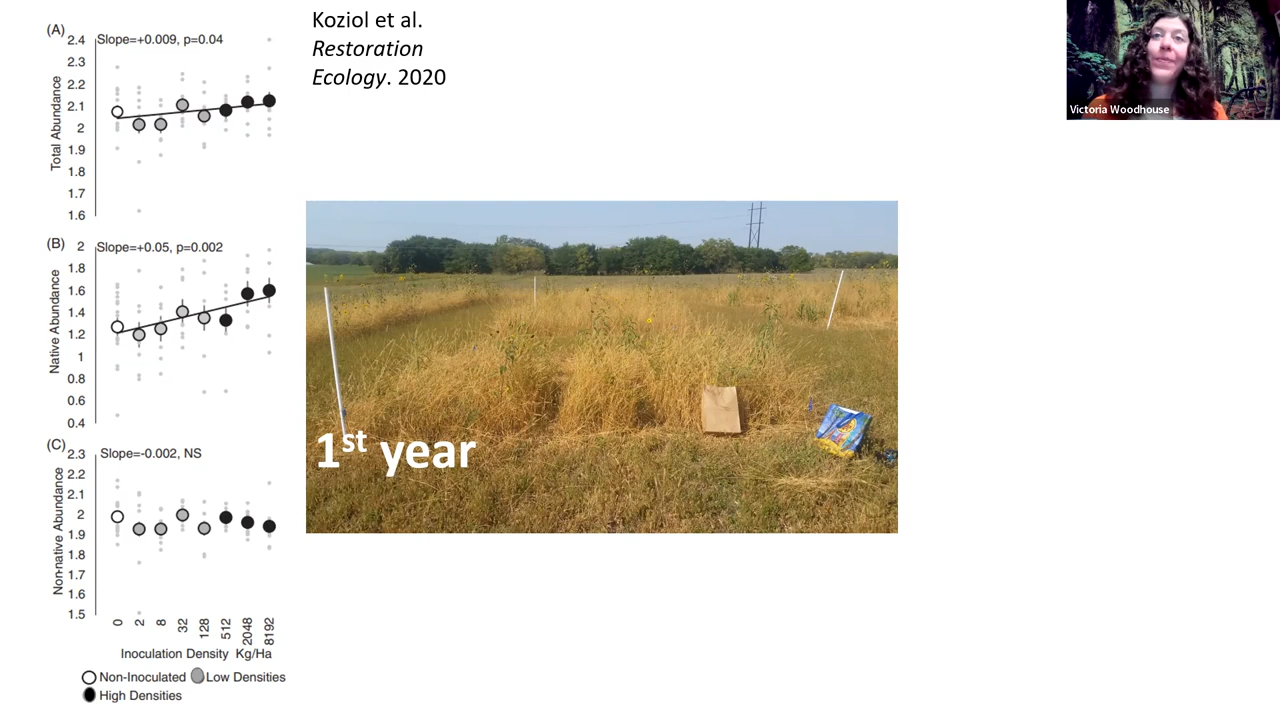 Koziol et al.
Restoration
Ecology. 2020
Victoria Woodhouse
(A)
Slope=+0.009, p=0.04
Total Abundance
2.4
2.3
2.2
2.1
2
1.9
1.8
1.7
1.6
(B)
Slope=+0.05, p=0.002
Native Abundance
2
1.8
1.6
1.4
1.2
1
0.8
0.6
0.4
(C)
Slope=-0.002, NS
Non-native Abundance
2.3
2.2
2.1
2
1.9
1.8
1.7
1.6
1.5
0
2
8
32
128
512
2048
8192
Inoculation Density Kg/Ha
Non-Inoculated Low Densities
High Densities
1st year